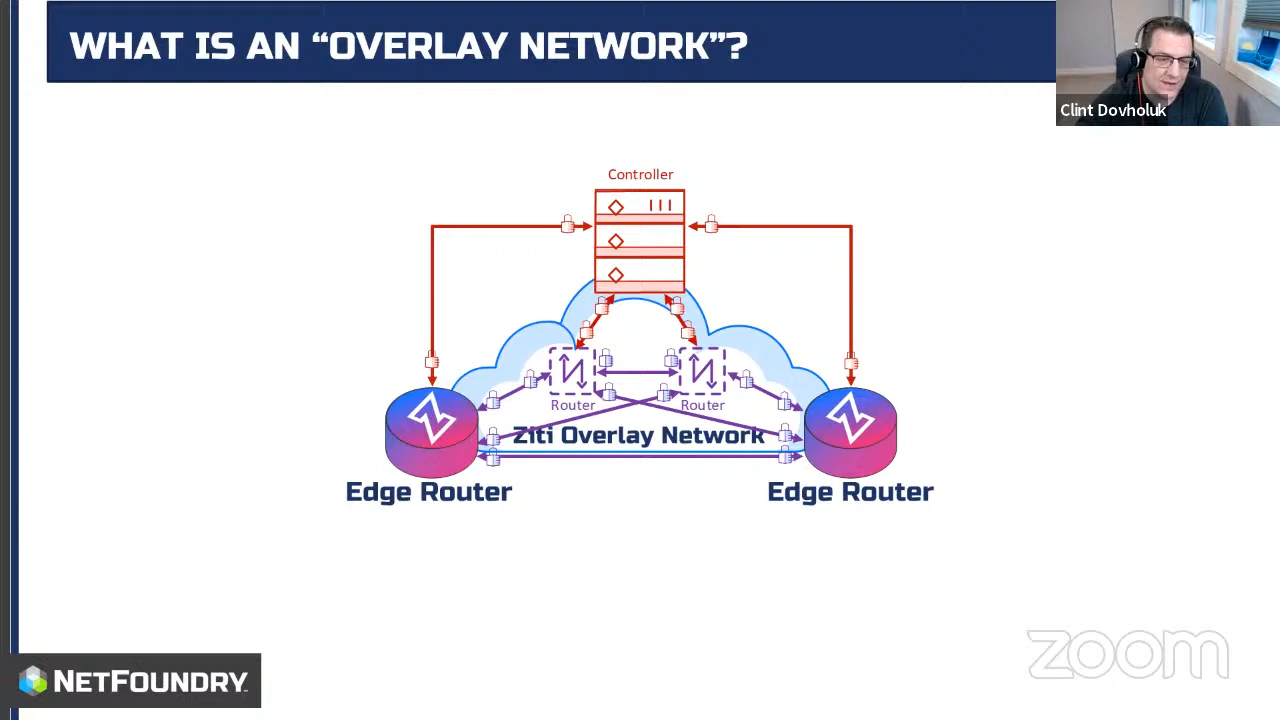 WHAT IS AN “OVERLAY NETWORK”?
Clint Dovholuk
Controller
Router
Router
Ziti Overlay Network
Edge Router
Edge Router
NETFOUNDRY
zoom